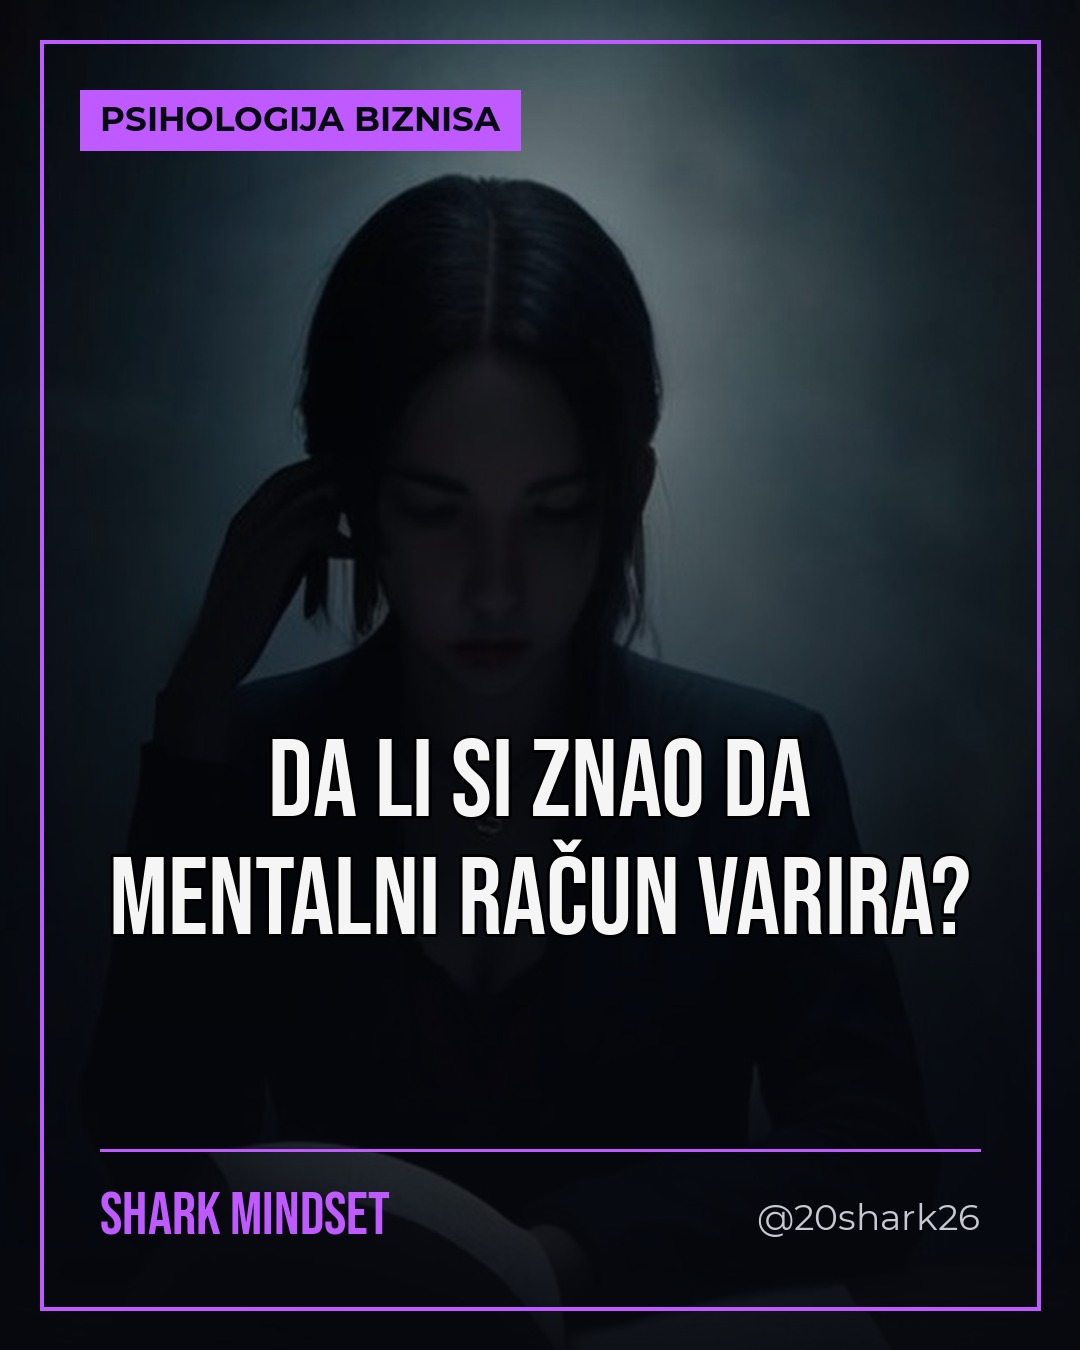 PSIHOLOGIJA BIZNISA
DA LI SI ZNAO DA
MENTALNI RAČUN VARIRA?
SHARK MINDSET
@20shark26